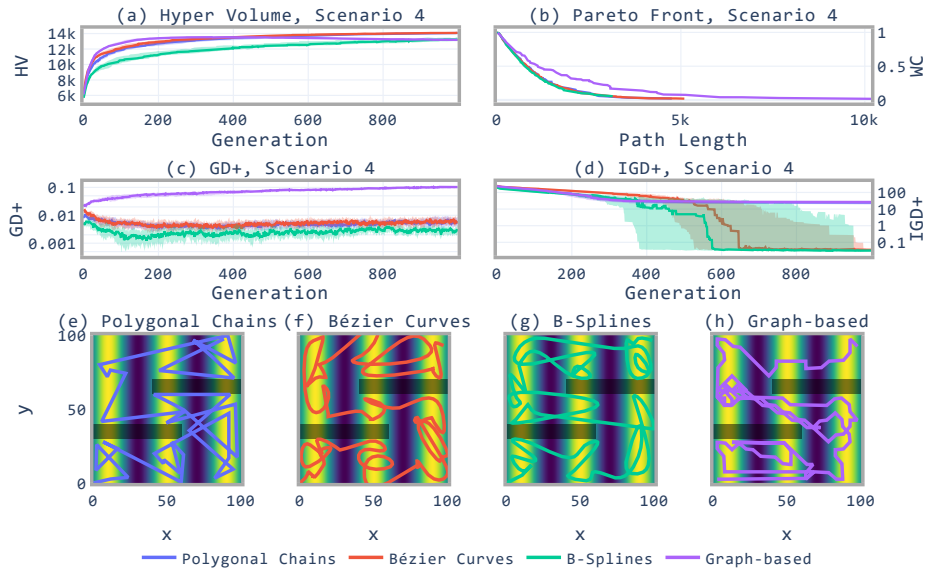 (a) Hyper Volume, Scenario 4
(b) Pareto Front, Scenario 4
14k
12k
10k
8k
6k
HV
0
200
400
600
800
Generation
1
0.5
0
MC
0
5k
10k
Path Length
(c) GD+, Scenario 4
(d) IGD+, Scenario 4
0.1
0.01
0.001
GD+
0
200
400
600
800
Generation
100
10
1
0.1
IGD+
0
200
400
600
800
Generation
(e) Polygonal Chains
(f) Bézier Curves
(g) B-Splines
(h) Graph-based
100
50
0
y
0
50
100
x
0
50
100
x
0
50
100
x
0
50
100
x
Polygonal Chains
Bézier Curves
B-Splines
Graph-based